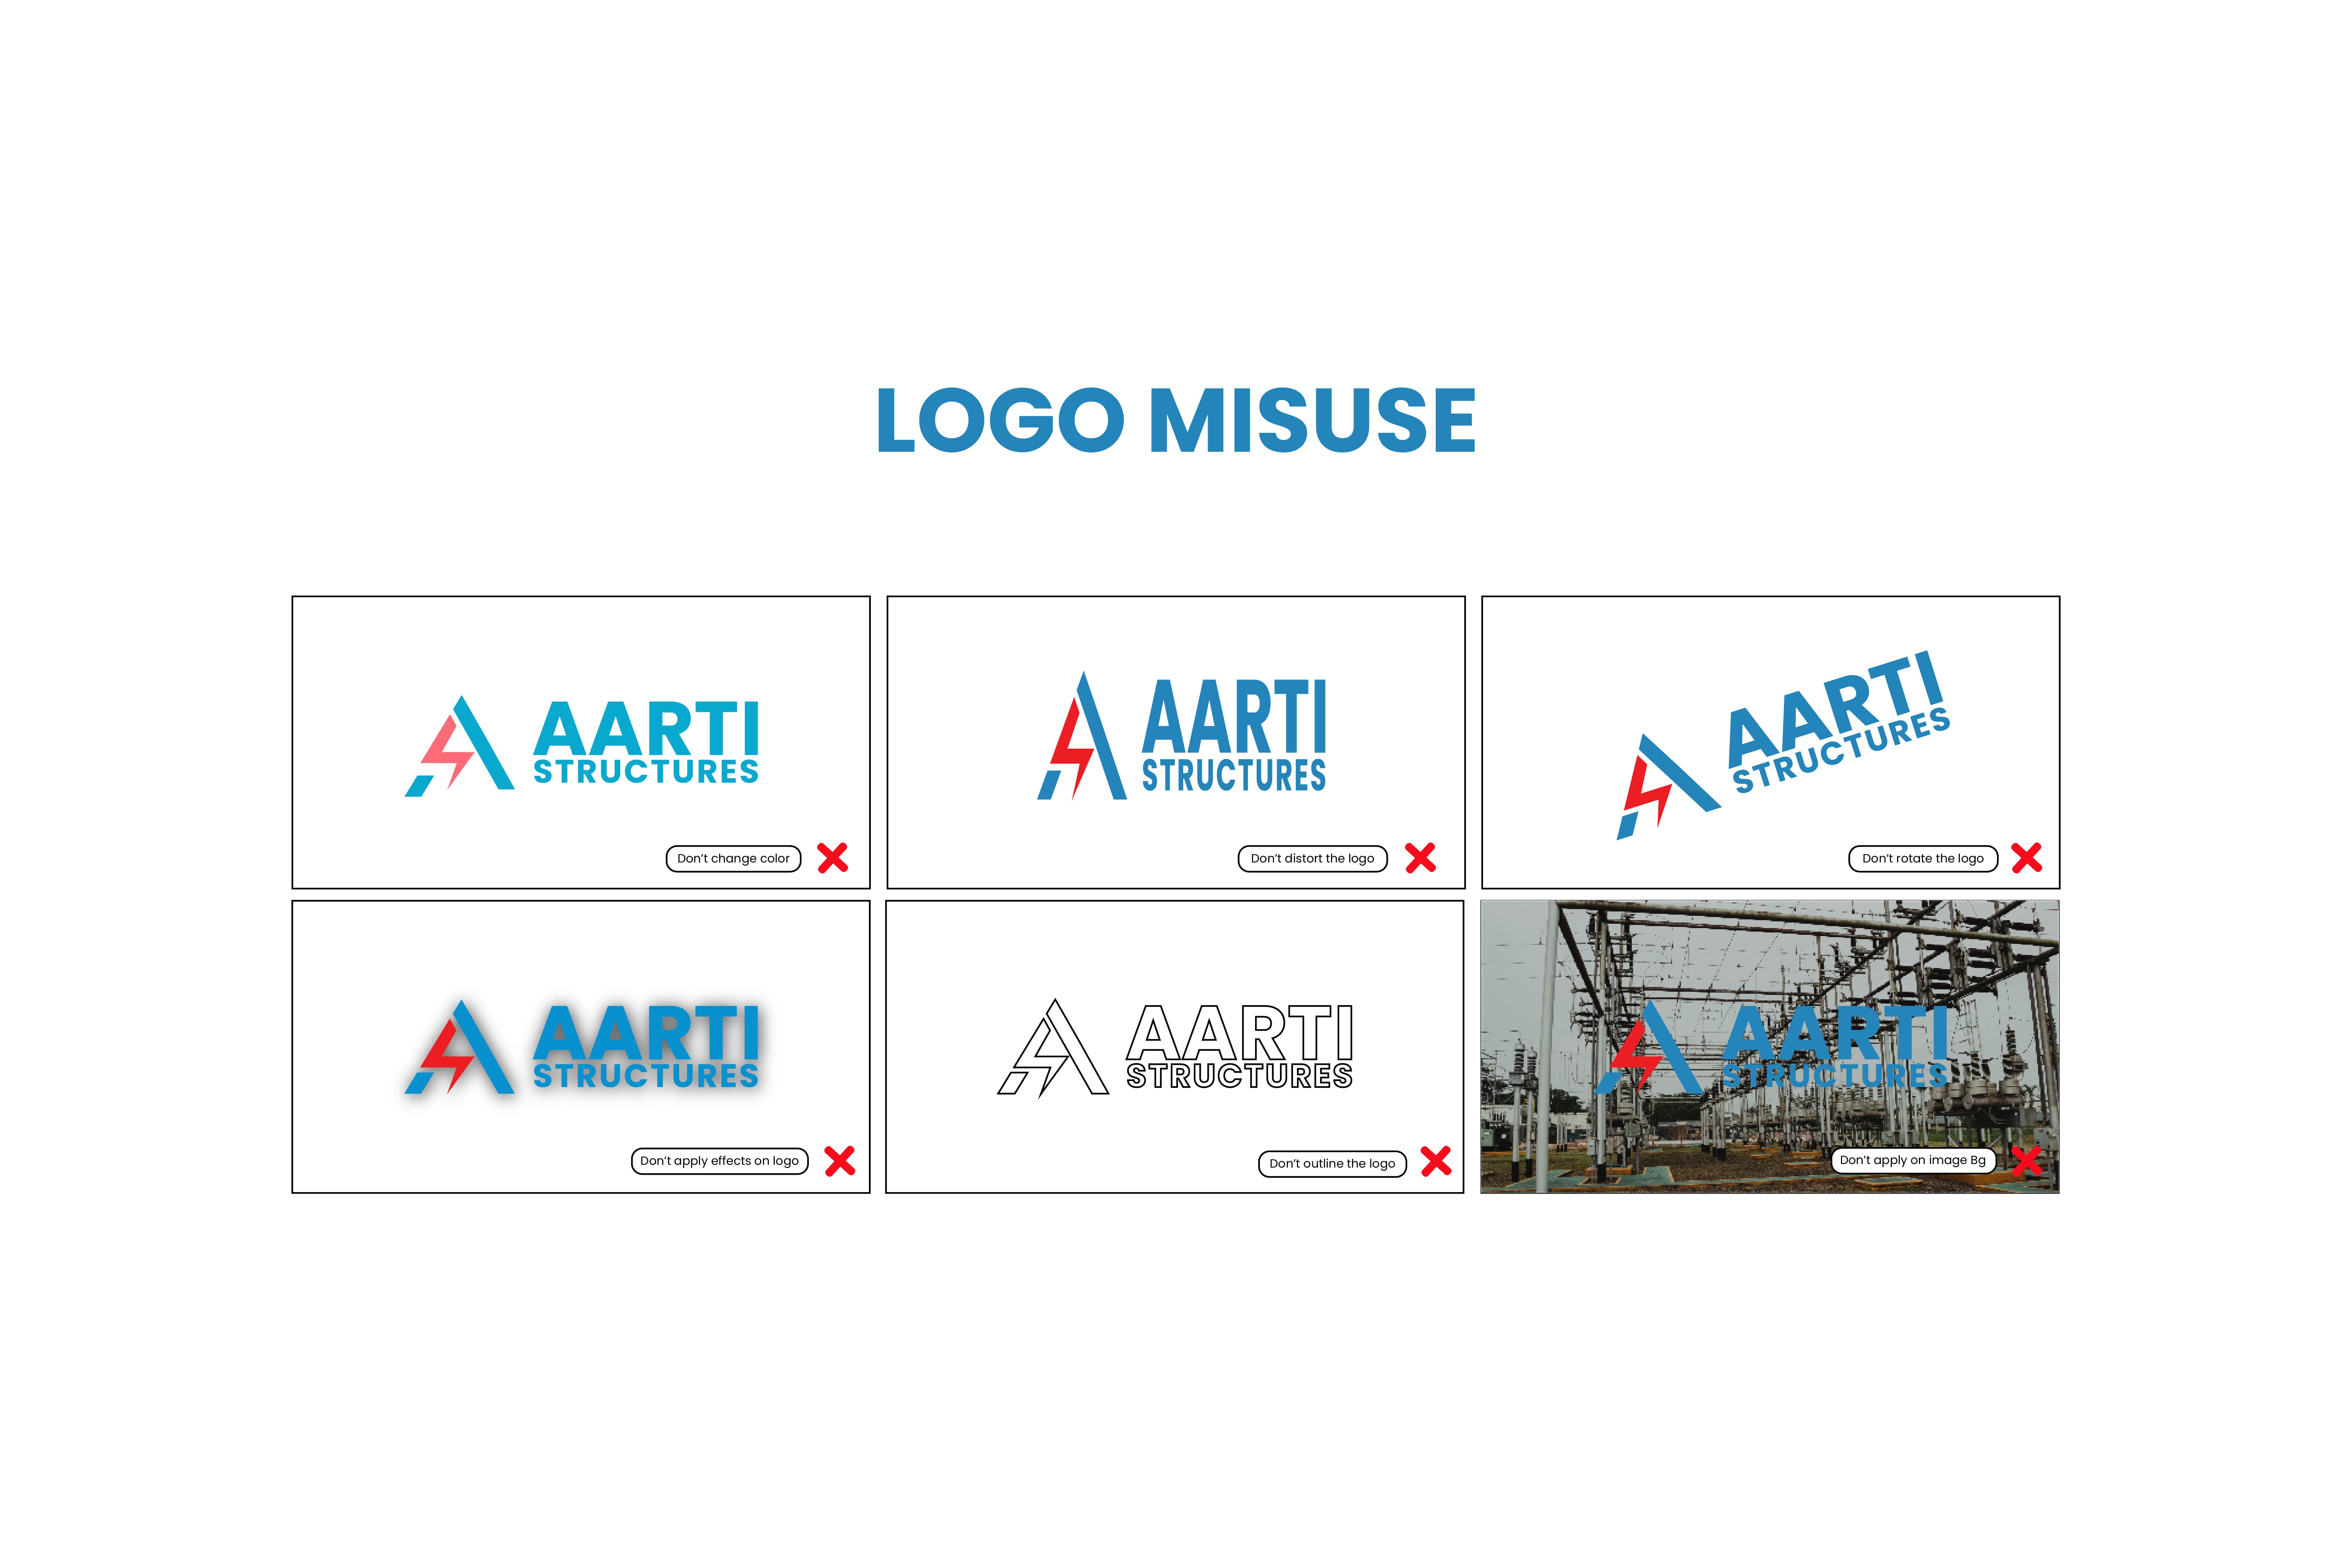 LOGO MISUSE
AARTI
STRUCTURES
Don't change color
AARTI
STRUCTURES
Don't distort the logo
AARTI
STRUCTURES
Don't rotate the logo
AARTI
STRUCTURES
Don't apply effects on logo
AARTI
STRUCTURES
Don't outline the logo
AARTI
STRUCTURES
Don't apply on image Bg